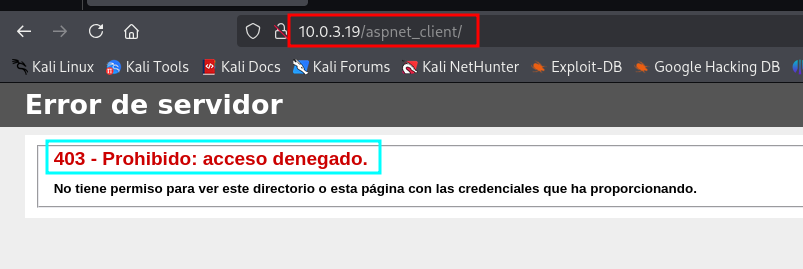 10.0.3.19/aspnet_client/
Kali Linux Kali Tools Kali Docs Kali Forums Kali NetHunter Exploit-DB Google Hacking DB
Error de servidor
403 - Prohibido: acceso denegado.
No tiene permiso para ver este directorio o esta página con las credenciales que ha proporcionando.